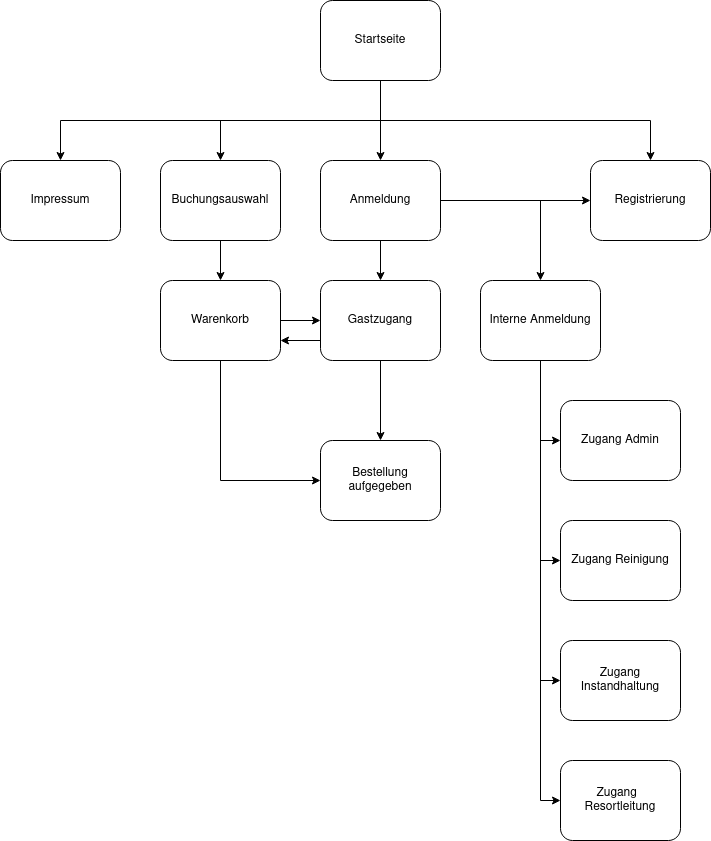 Startseite
Impressum
Buchungsauswahl
Anmeldung
Registrierung
Warenkorb
Gastzugang
Interne Anmeldung
Zugang Admin
Bestellung
aufgegeben
Zugang Reinigung
Zugang
Instandhaltung
Zugang
Resortleitung